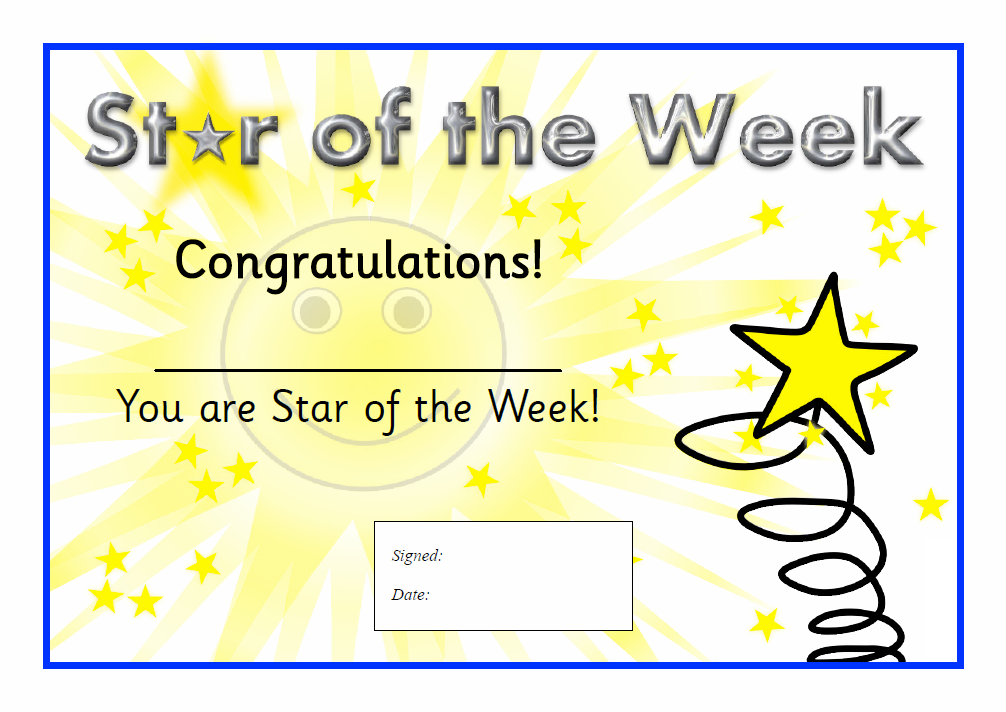 Star of the Week
Congratulations!
You are Star of the Week!
Signed:
Date: